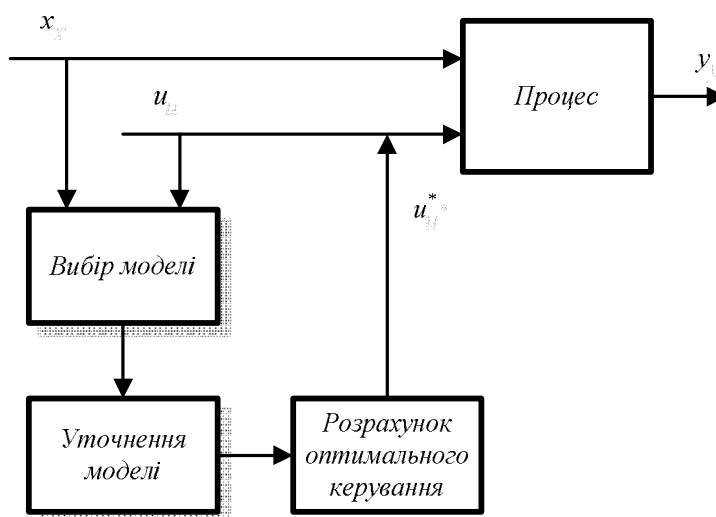 x
y
u
Процес
u*
Вибір моделі
Уточнення
моделі
Розрахунок
оптимального
керування